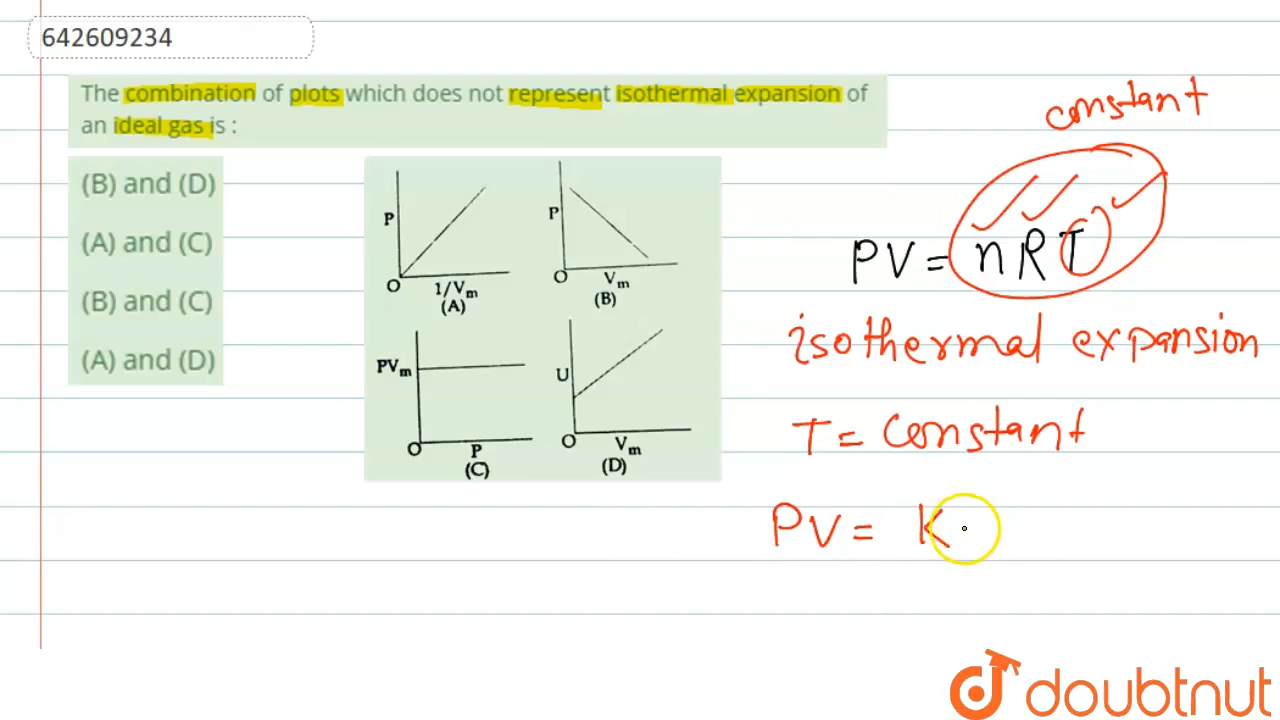 642609234
The combination of plots which does not represent isothermal expansion of
an ideal gas is :
(B) and (D)
(A) and (C)
(B) and (C)
(A) and (D)
P
O
1/Vm
(A)
P
O
Vm
(B)
PVm
O
P
(C)
U
O
Vm
(D)
constant
PV = nRT
isothermal expansion
T = constant
PV = K
doubtnut